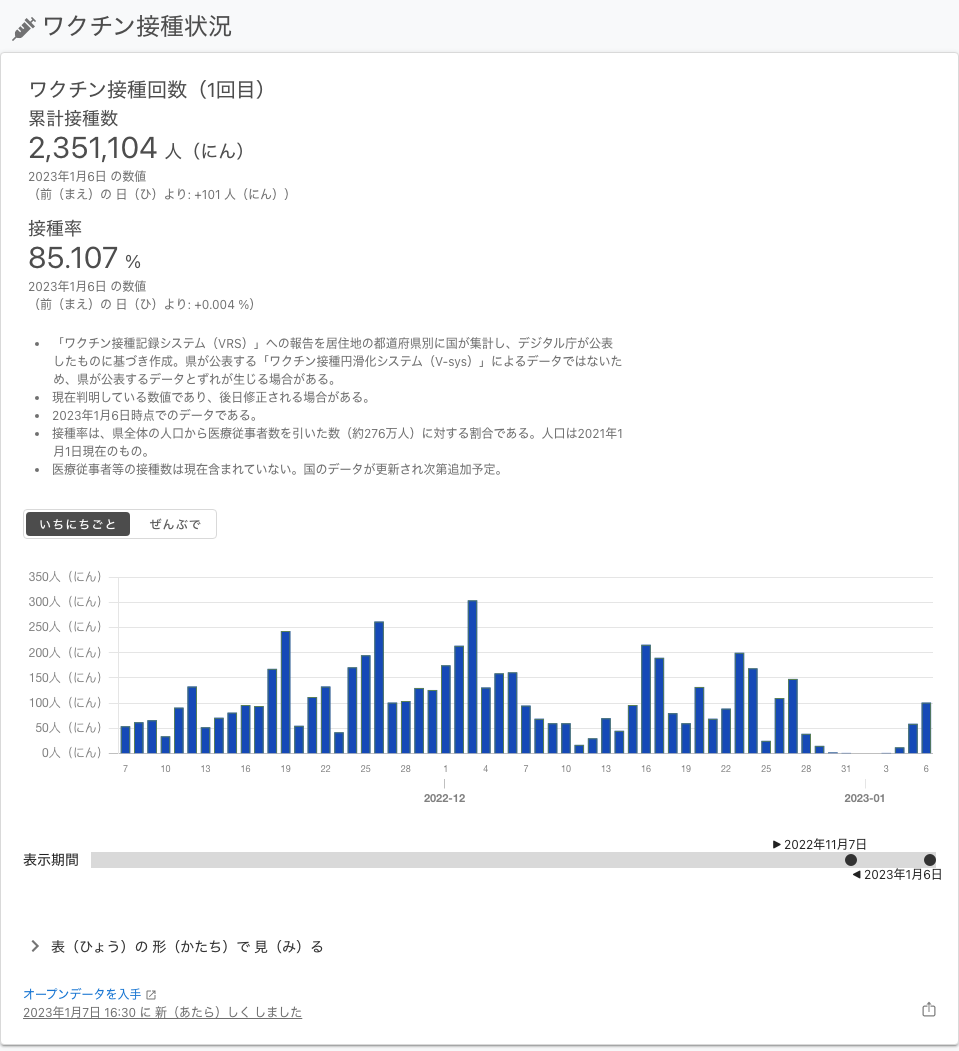 ワクチン接種状況
ワクチン接種回数（1回目）
累計接種数
2,351,104 人（にん）
2023年1月6日 の数値
（前（まえ）の 日（ひ）より: +101 人（にん））
接種率
85.107 %
2023年1月6日 の数値
（前（まえ）の 日（ひ）より: +0.004 %）
• 「ワクチン接種記録システム（VRS）」への報告を居住地の都道府県別に国が集計し、デジタル庁が公表
したものに基づき作成。県が公表する「ワクチン接種円滑化システム（V-sys）」によるデータではないた
め、県が公表するデータとずれが生じる場合がある。
• 現在判明している数値であり、後日修正される場合がある。
• 2023年1月6日時点でのデータである。
• 接種率は、県全体の人口から医療従事者数を引いた数（約276万人）に対する割合である。人口は2021年1
月1日現在のもの。
• 医療従事者等の接種数は現在含まれていない。国のデータが更新され次第追加予定。
いちにちごと ぜんぶで
350人（にん）
300人（にん）
250人（にん）
200人（にん）
150人（にん）
100人（にん）
50人（にん）
0人（にん）
7 10 13 16 19 22 25 28 1 4 7 10 13 16 19 22 25 28 31 3 6
2022-12 2023-01
▶ 2022年11月7日
表示期間
◀ 2023年1月6日
表（ひょう）の 形（かたち）で 見（み）る
オープンデータを入手
2023年1月7日 16:30 に 新（あたら）しく しました